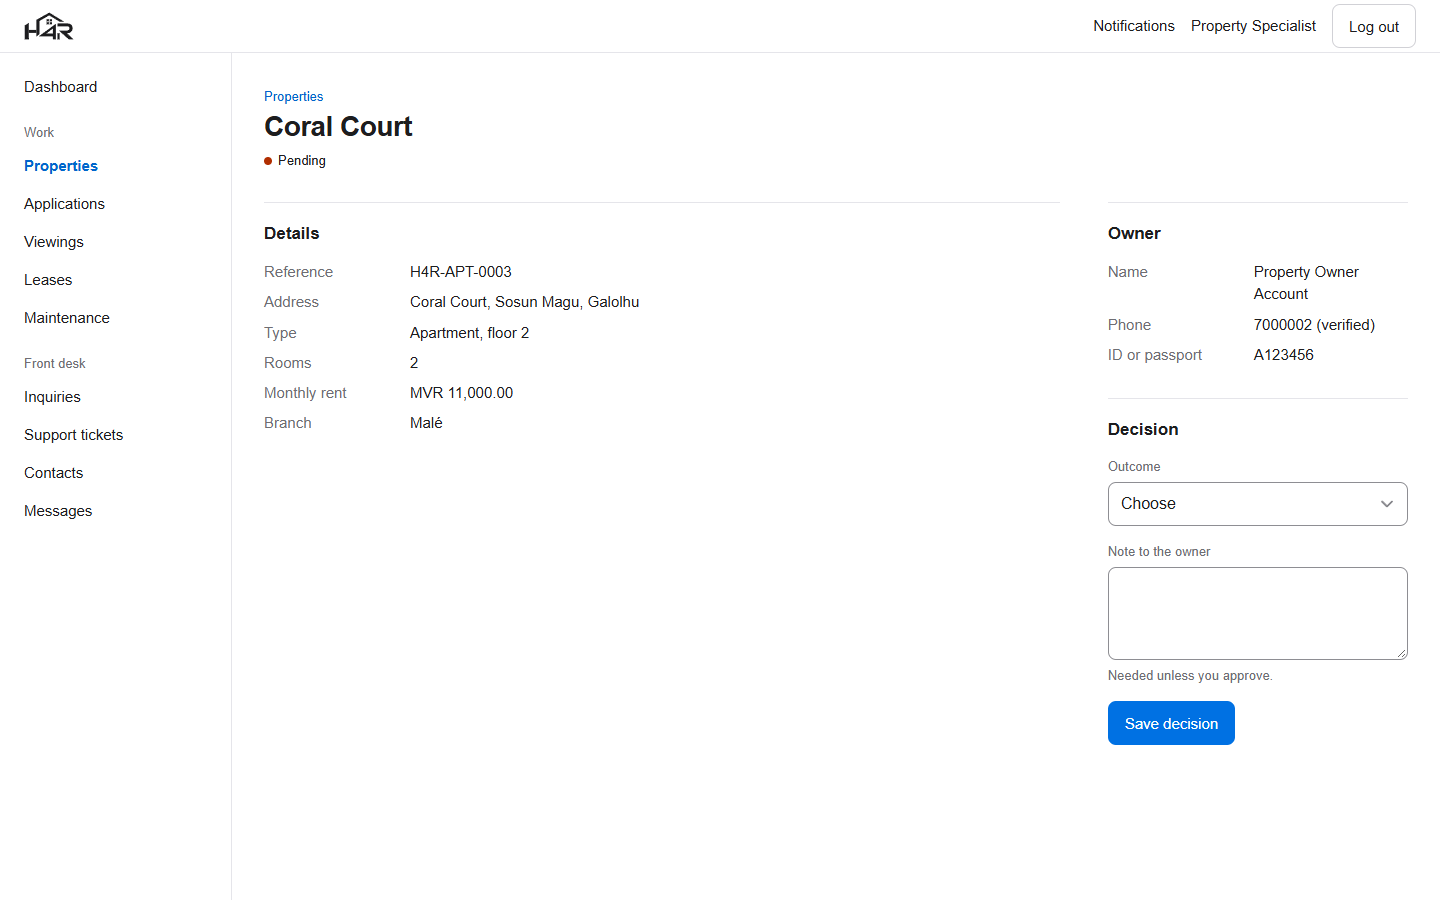 H4R
Notifications
Property Specialist
Log out
Dashboard
Work
Properties
Applications
Viewings
Leases
Maintenance
Front desk
Inquiries
Support tickets
Contacts
Messages
Properties
Coral Court
Pending
Details
Reference H4R-APT-0003
Address Coral Court, Sosun Magu, Galolhu
Type Apartment, floor 2
Rooms 2
Monthly rent MVR 11,000.00
Branch Malé
Owner
Name Property Owner
Account
Phone 7000002 (verified)
ID or passport A123456
Decision
Outcome
Choose
Note to the owner
Needed unless you approve.
Save decision